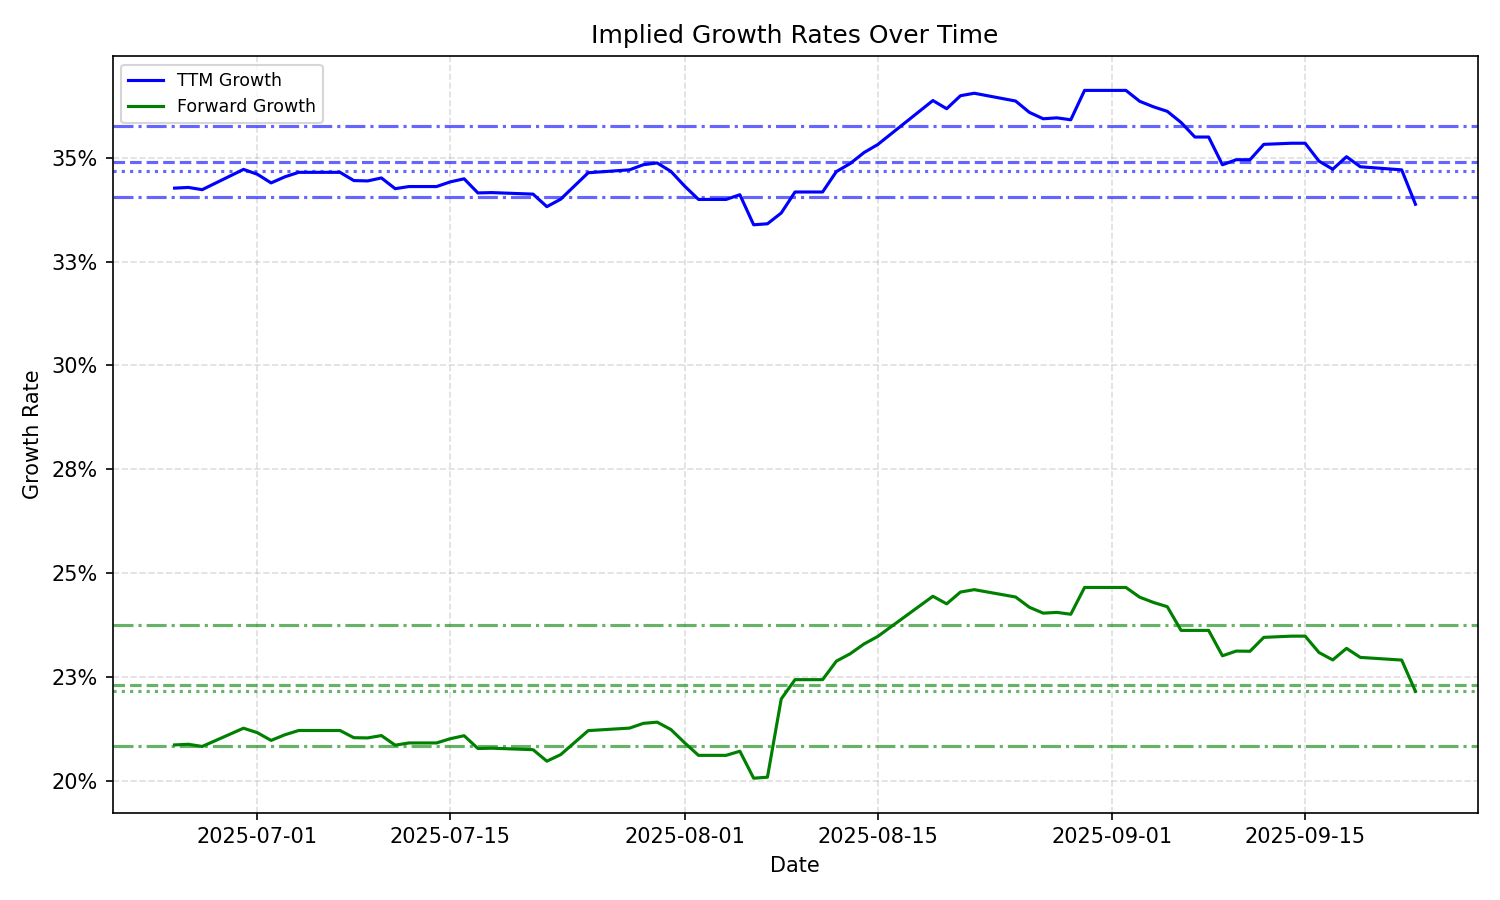 Implied Growth Rates Over Time
TTM Growth
Forward Growth
35%
33%
30%
28%
25%
23%
20%
Growth Rate
2025-07-01
2025-07-15
2025-08-01
2025-08-15
2025-09-01
2025-09-15
Date